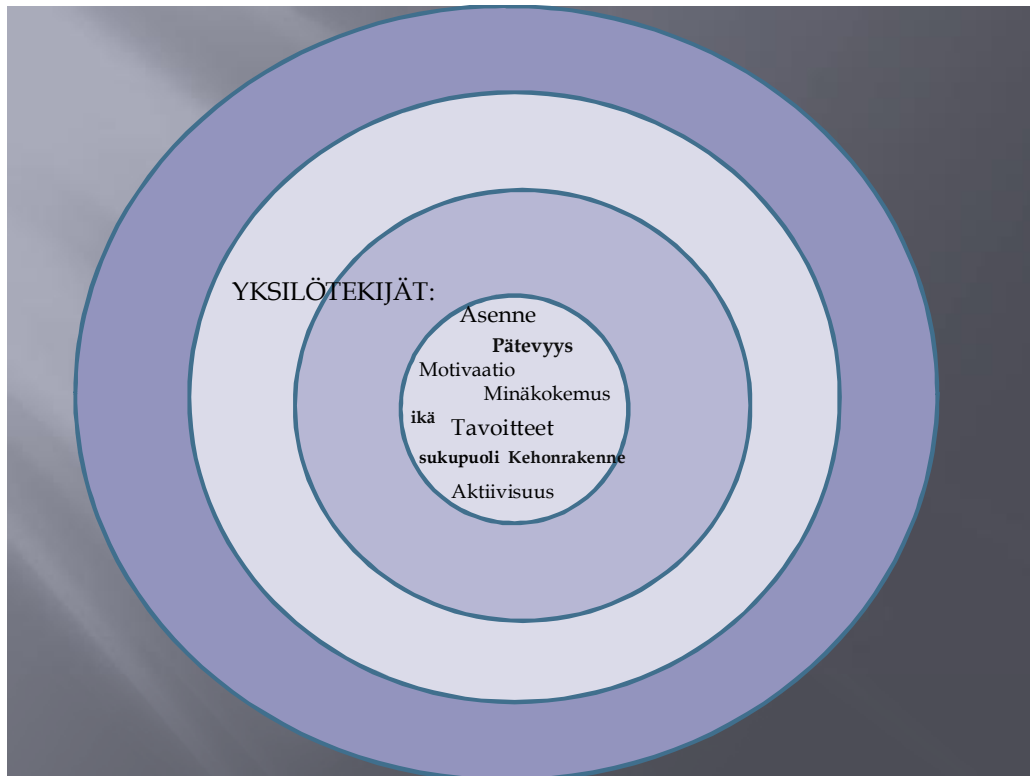 YKSILÖTEKIJÄT:
Asenne
Pätevyys
Motivaatio
Minäkokemus
ikä
Tavoitteet
sukupuoli Kehonrakenne
Aktiivisuus